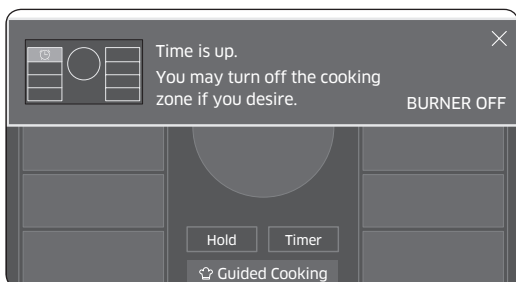 Time is up.
You may turn off the cooking
zone if you desire.
BURNER OFF
Hold Timer
Guided Cooking